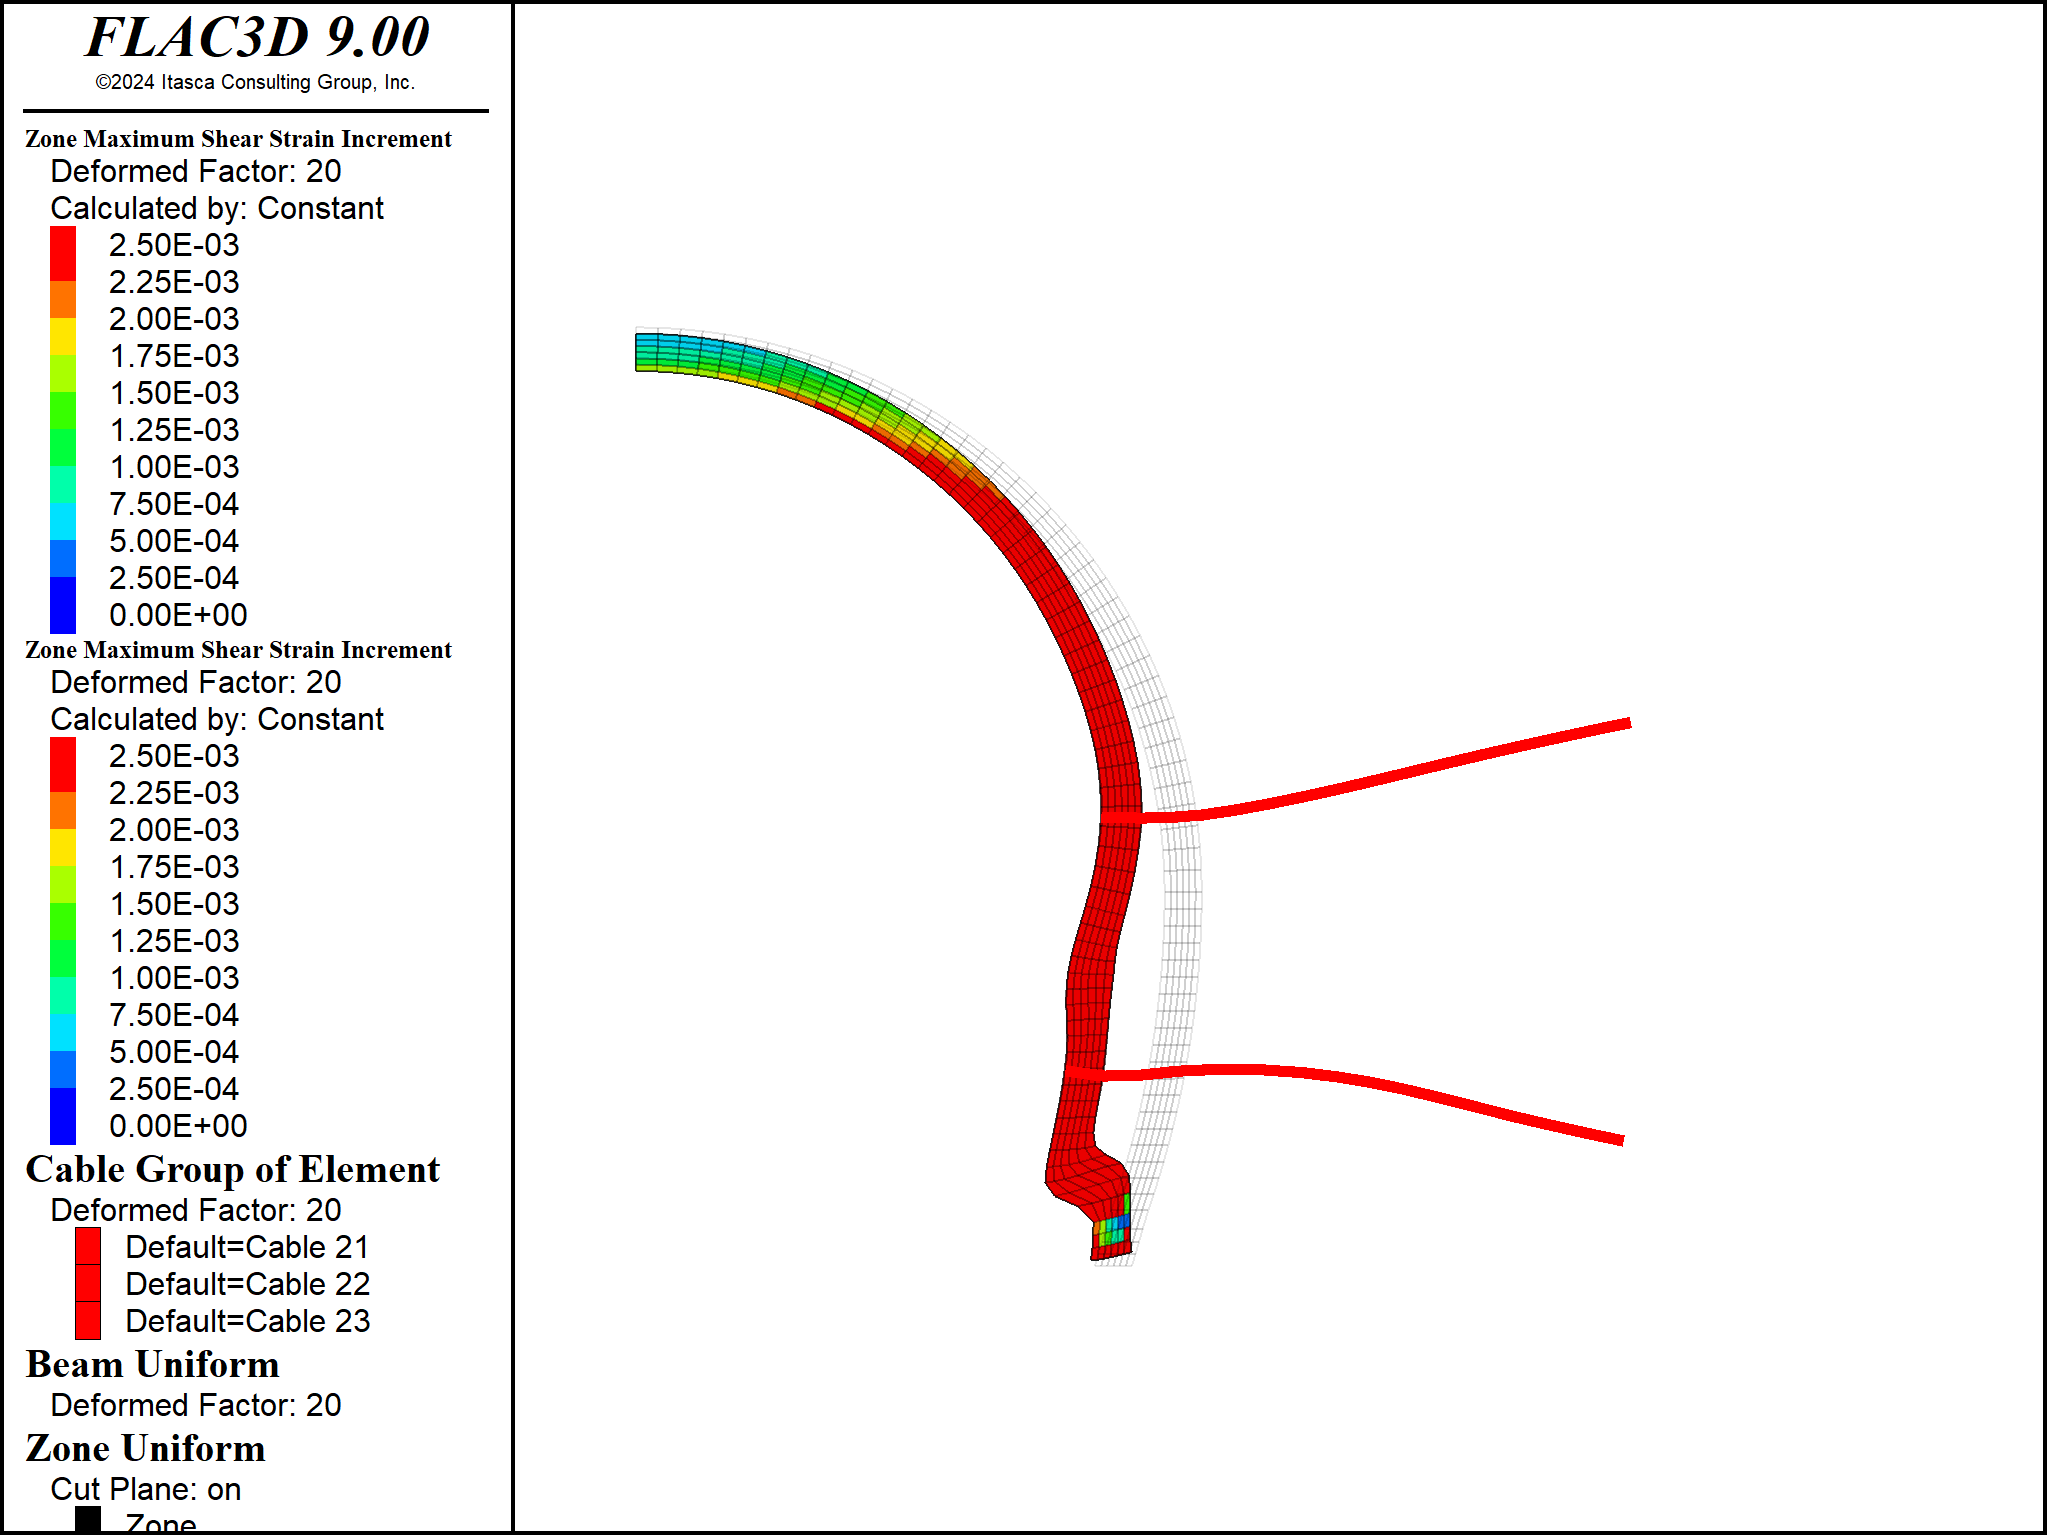 FLAC3D 9.00
©2024 Itasca Consulting Group, Inc.
Zone Maximum Shear Strain Increment
Deformed Factor: 20
Calculated by: Constant
2.50E-03
2.25E-03
2.00E-03
1.75E-03
1.50E-03
1.25E-03
1.00E-03
7.50E-04
5.00E-04
2.50E-04
0.00E+00
Zone Maximum Shear Strain Increment
Deformed Factor: 20
Calculated by: Constant
2.50E-03
2.25E-03
2.00E-03
1.75E-03
1.50E-03
1.25E-03
1.00E-03
7.50E-04
5.00E-04
2.50E-04
0.00E+00
Cable Group of Element
Deformed Factor: 20
Default=Cable 21
Default=Cable 22
Default=Cable 23
Beam Uniform
Deformed Factor: 20
Zone Uniform
Cut Plane: on
Zone